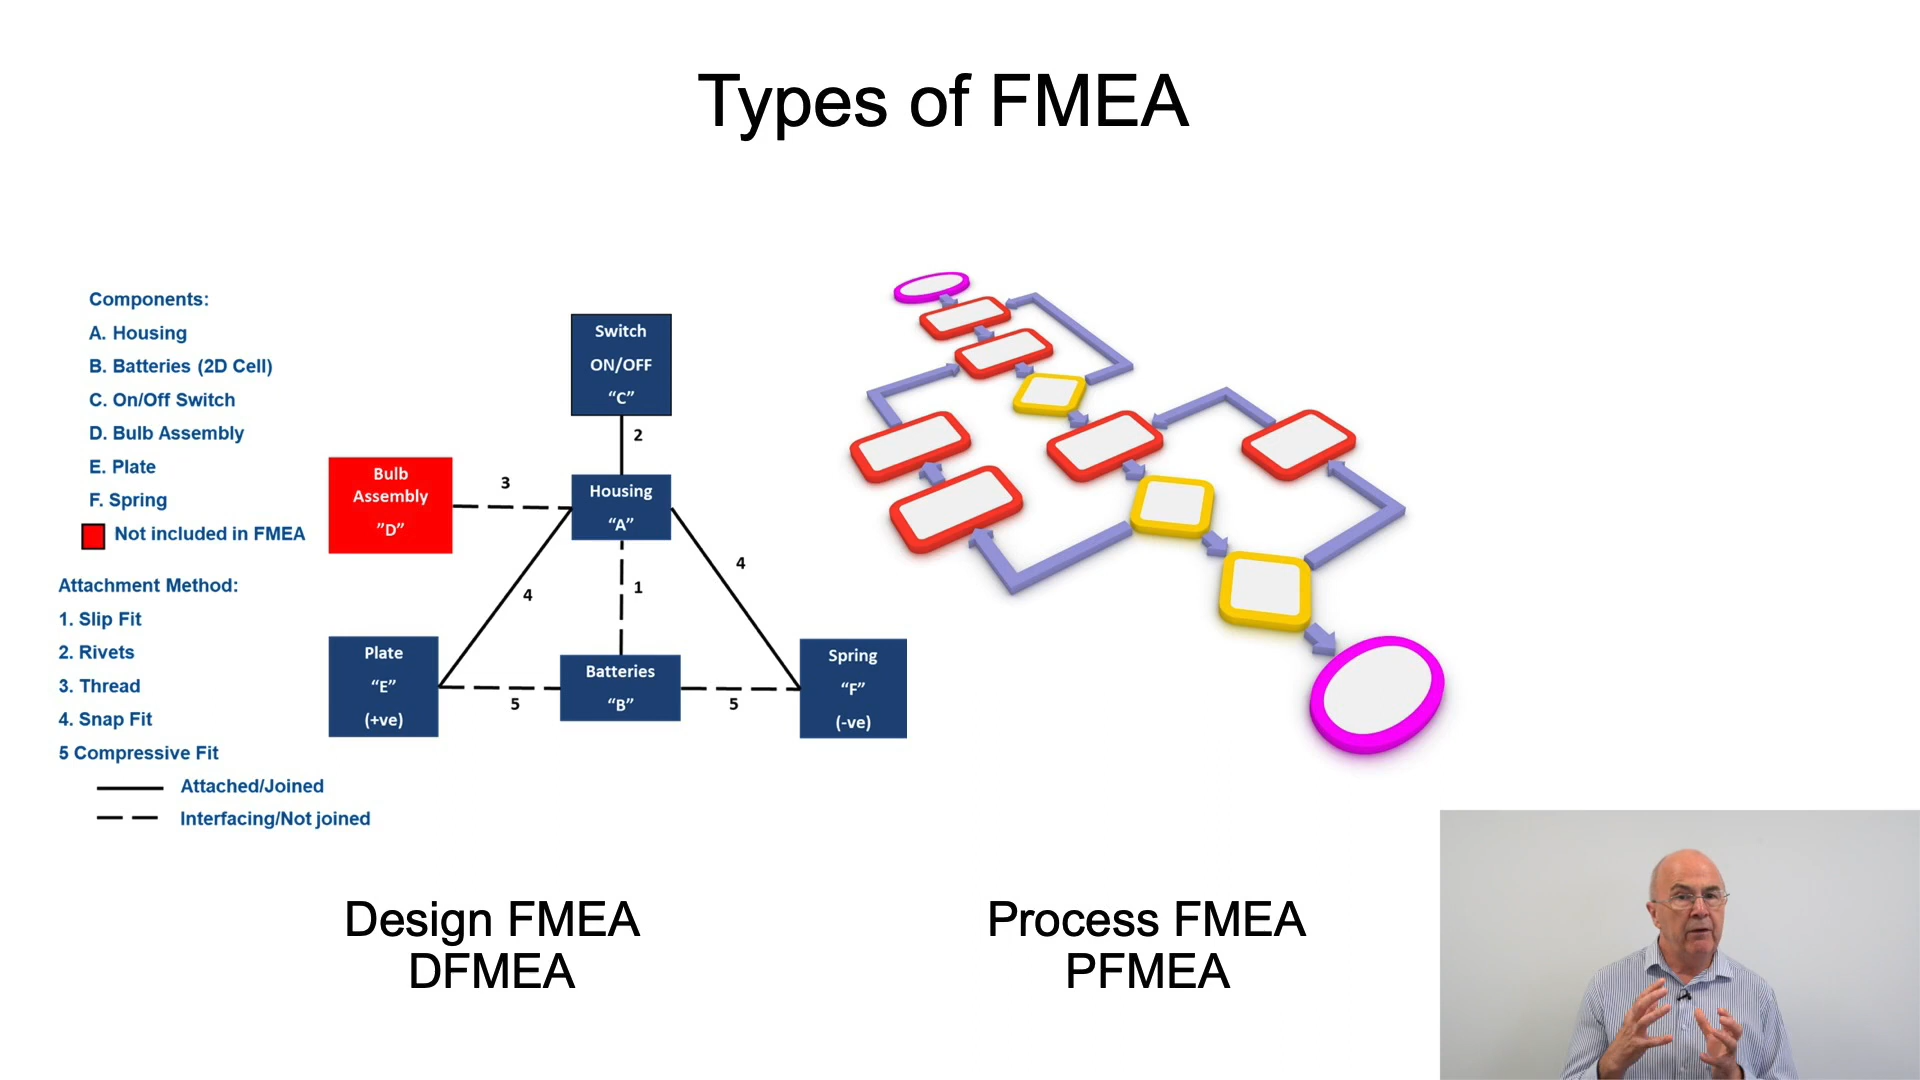 Types of FMEA
Components:
A. Housing
B. Batteries (2D Cell)
C. On/Off Switch
D. Bulb Assembly
E. Plate
F. Spring
Not included in FMEA
Attachment Method:
1. Slip Fit
2. Rivets
3. Thread
4. Snap Fit
5 Compressive Fit
Attached/Joined
Interfacing/Not joined
Switch
ON/OFF
“C”
2
Bulb
Assembly
”D”
3
Housing
“A”
4
1
4
Plate
“E”
(+ve)
5
Batteries
“B”
5
Spring
“F”
(-ve)
Design FMEA
DFMEA
Process FMEA
PFMEA